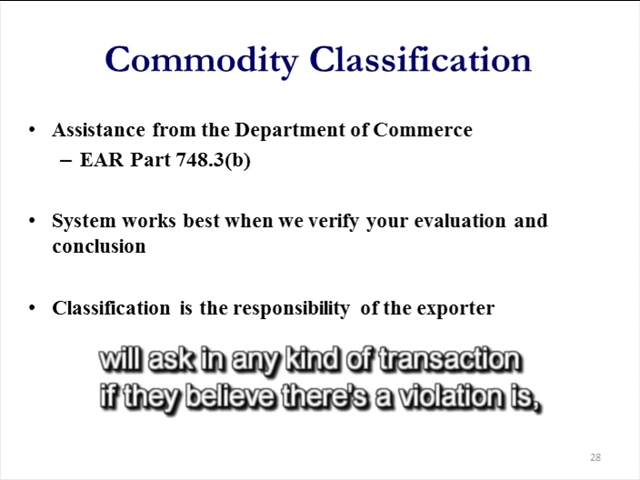 Commodity Classification
• Assistance from the Department of Commerce
– EAR Part 748.3(b)
• System works best when we verify your evaluation and
conclusion
• Classification is the responsibility of the exporter
will ask in any kind of transaction
if they believe there's a violation is,
28